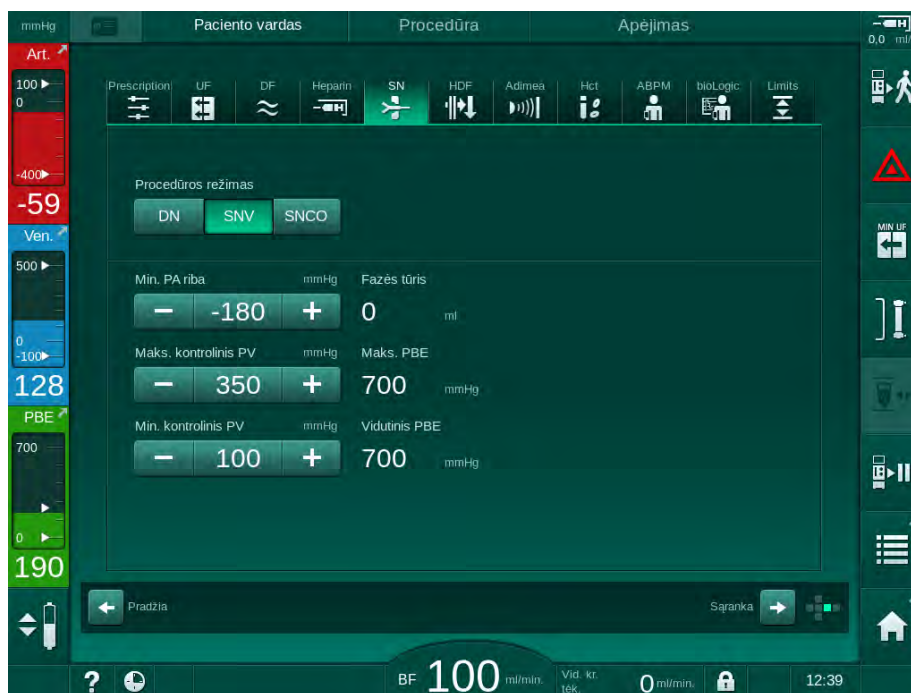 mmHg
Paciento vardas
Procedūra
Apėjimas
0,0 ml/
Art.
100
0
-400
-59
Ven.
500
0
-100
128
PBE
700
0
190
Prescription
UF
DF
Heparin
SN
HDF
Adimea
Hct
ABPM
bioLogic
Limits
Procedūros režimas
DN SNV SNCO
Min. PA riba mmHg Fazės tūris
− -180 + 0 ml
Maks. kontrolinis PV mmHg Maks. PBE
− 350 + 700 mmHg
Min. kontrolinis PV mmHg Vidutinis PBE
− 100 + 700 mmHg
MIN UF
Pradžia
Sąranka
?
BF 100 ml/min.
Vid. kr.
tėk. 0 ml/min.
12:39